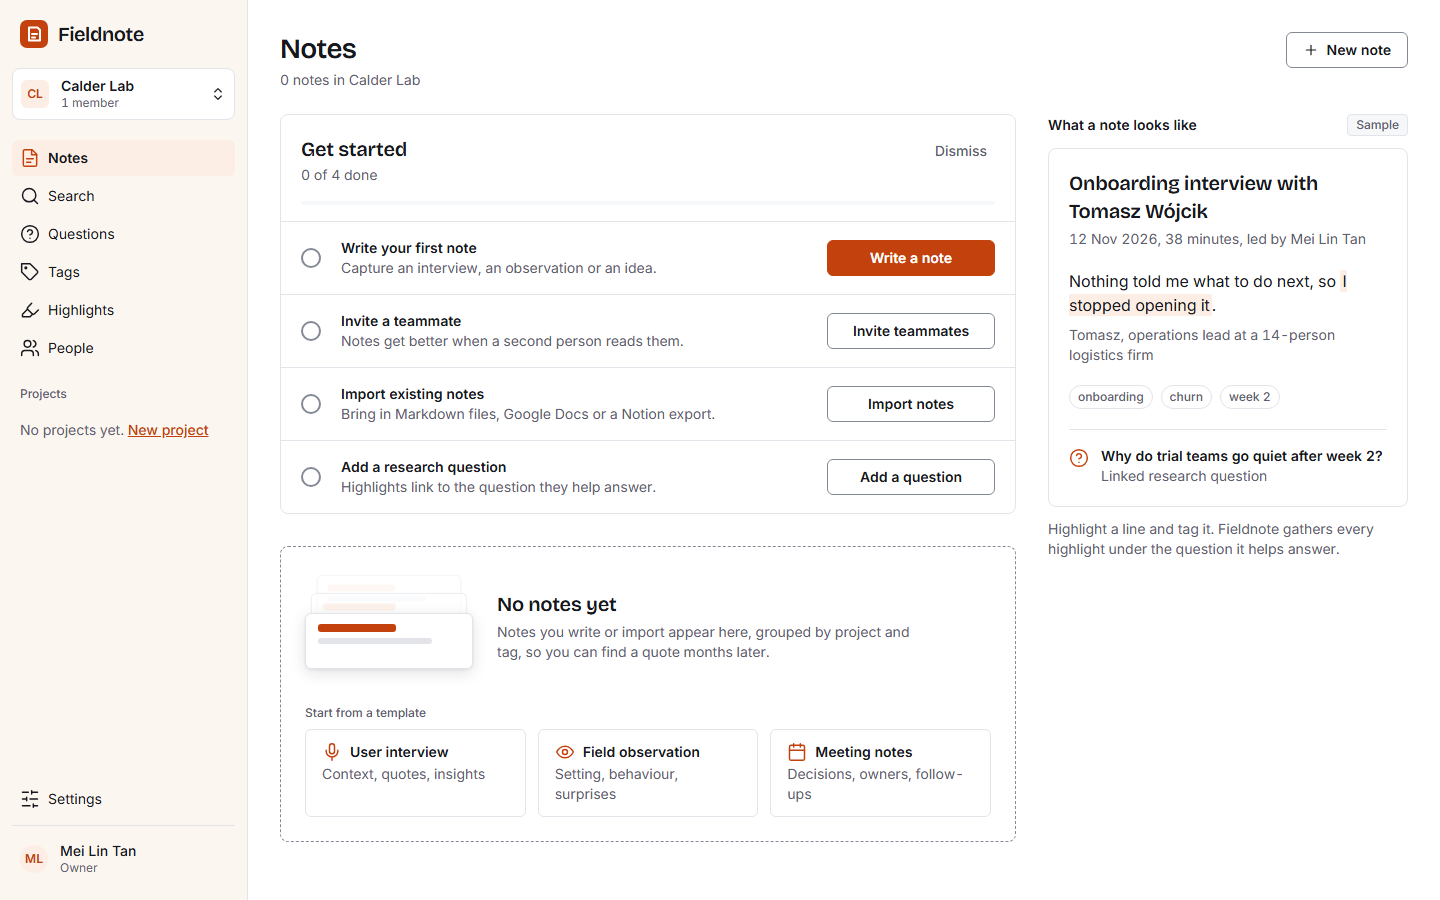 Fieldnote
CL
Calder Lab
1 member
Notes
Search
Questions
Tags
Highlights
People
Projects
No projects yet. New project
Settings
ML
Mei Lin Tan
Owner
Notes
0 notes in Calder Lab
New note
Get started
0 of 4 done
Dismiss
Write your first note
Capture an interview, an observation or an idea.
Write a note
Invite a teammate
Notes get better when a second person reads them.
Invite teammates
Import existing notes
Bring in Markdown files, Google Docs or a Notion export.
Import notes
Add a research question
Highlights link to the question they help answer.
Add a question
No notes yet
Notes you write or import appear here, grouped by project and
tag, so you can find a quote months later.
Start from a template
User interview
Context, quotes, insights
Field observation
Setting, behaviour,
surprises
Meeting notes
Decisions, owners, follow-
ups
What a note looks like
Sample
Onboarding interview with
Tomasz Wójcik
12 Nov 2026, 38 minutes, led by Mei Lin Tan
Nothing told me what to do next, so I
stopped opening it.
Tomasz, operations lead at a 14-person
logistics firm
onboarding
churn
week 2
Why do trial teams go quiet after week 2?
Linked research question
Highlight a line and tag it. Fieldnote gathers every
highlight under the question it helps answer.